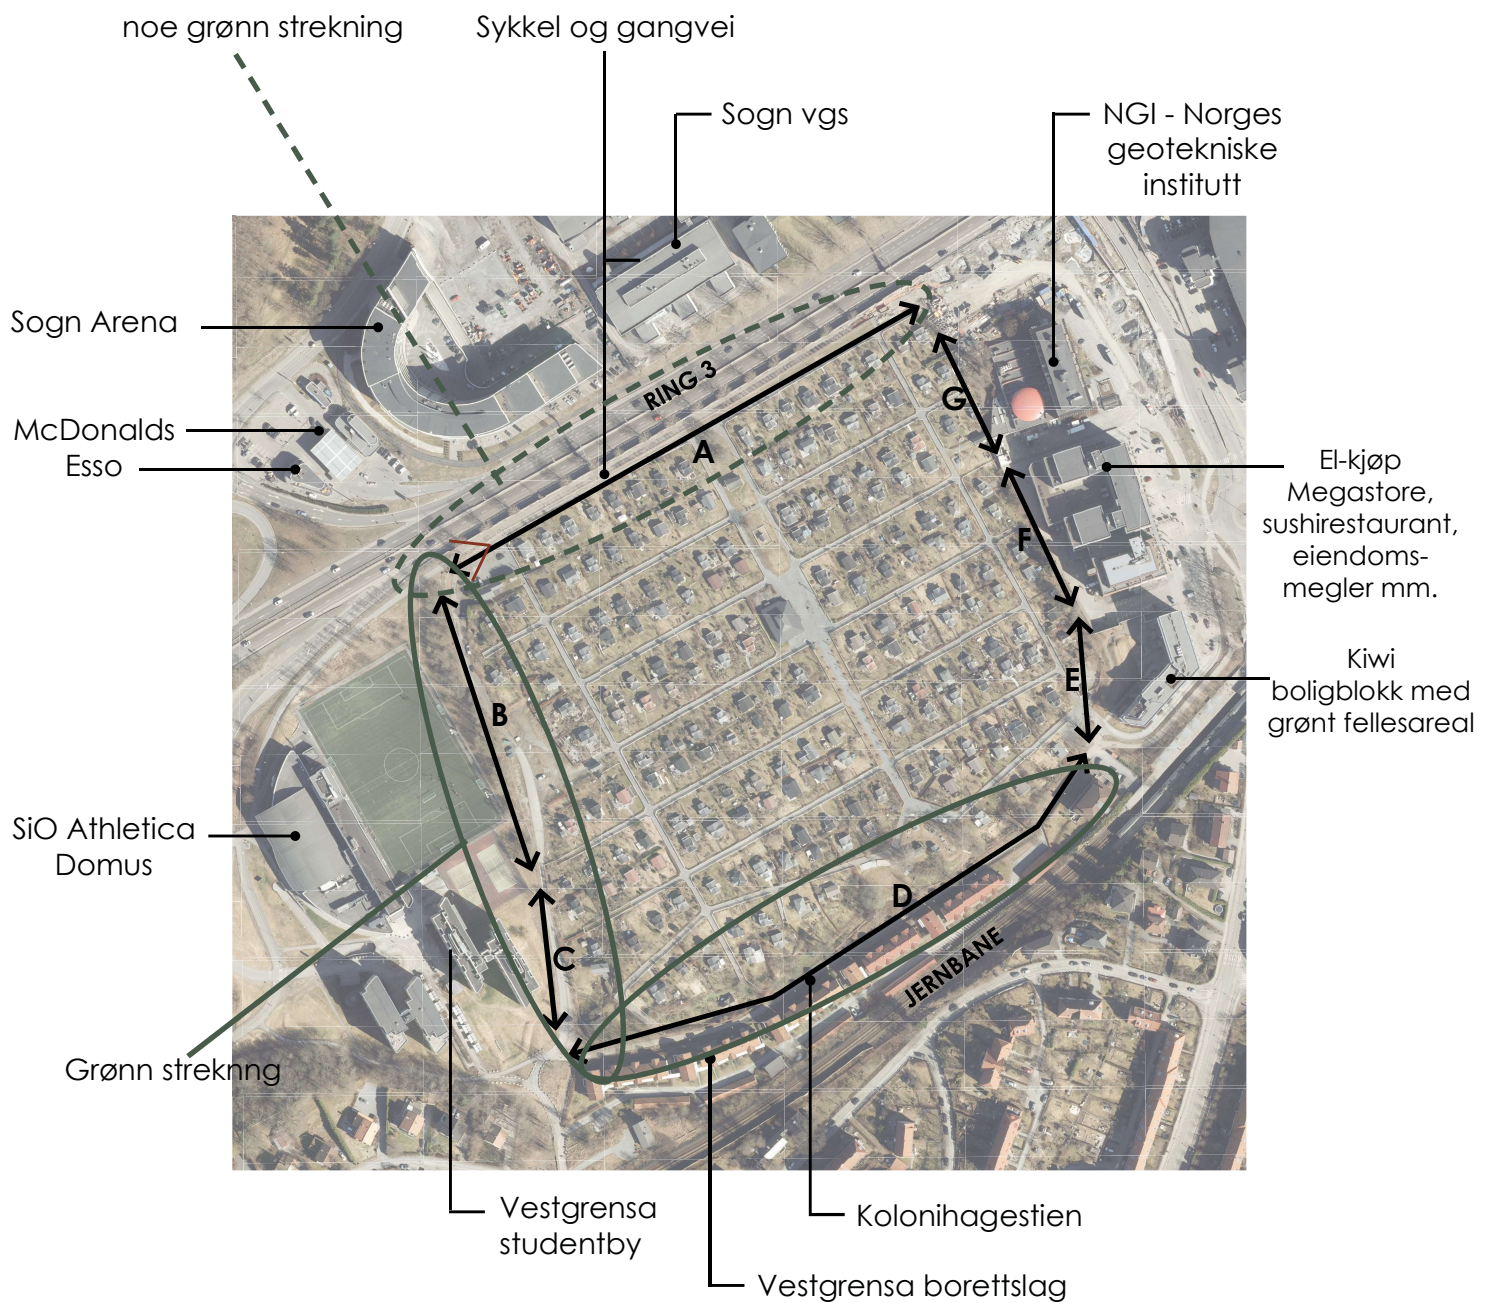 noe grønn strekning
Sykkel og gangvei
Sogn vgs
NGI - Norges
geotekniske
institutt
Sogn Arena
RING 3
McDonalds
Esso
A
G
El-kjøp
Megastore,
sushirestaurant,
eiendoms-
megler mm.
F
E
Kiwi
boligblokk med
grønt fellesareal
B
SiO Athletica
Domus
D
C
JERNBANE
Grønn streknng
Vestgrensa
studentby
Kolonihagestien
Vestgrensa borettslag